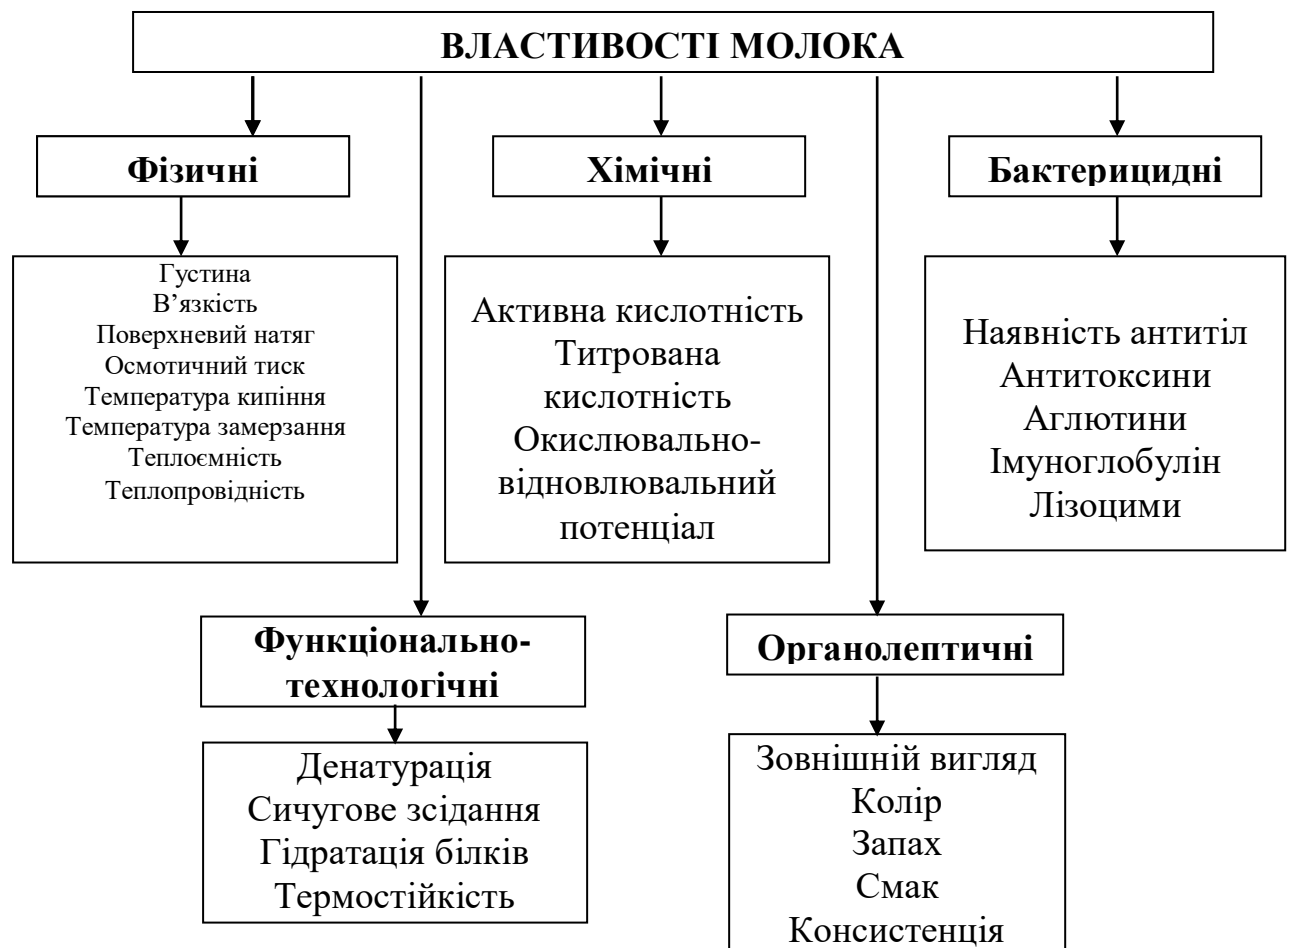 ВЛАСТИВОСТІ МОЛОКА
Фізичні
Хімічні
Бактерицидні
Густина
В’язкість
Поверхневий натяг
Осмотичний тиск
Температура кипіння
Температура замерзання
Теплоємність
Теплопровідність
Активна кислотність
Титрована
кислотність
Окислювально-
відновлювальний
потенціал
Наявність антитіл
Антитоксини
Аглютини
Імуноглобулін
Лізоцими
Функціонально-
технологічні
Органолептичні
Денатурація
Сичугове зсідання
Гідратація білків
Термостійкість
Зовнішній вигляд
Колір
Запах
Смак
Консистенція